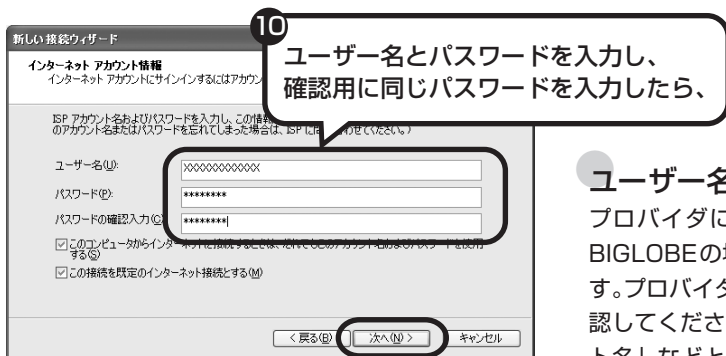 新しい接続ウィザード
10
ユーザー名とパスワードを入力し、
確認用に同じパスワードを入力したら、
インターネット アカウント情報
インターネット アカウントにサインインするにはアカウン
ISP アカウント名およびパスワードを入力し、この情報
のアカウント名またはパスワードを忘れてしまった場合は、ISP に問 わせてください。)
ユーザー名(U):
XXXXXXXXXXXX
パスワード(P):
********
パスワードの確認入力(C)
********
このコンピュータからインターネットに接続するときは、だれでもこのアカウント名およびパスワードを使用
する(S)
この接続を既定のインターネット接続とする(M)
< 戻る(B)
次へ(N) >
キャンセル
ユーザー名
プロバイダに
BIGLOBEの
す。プロバイダ
認してくださ
ト名」などと